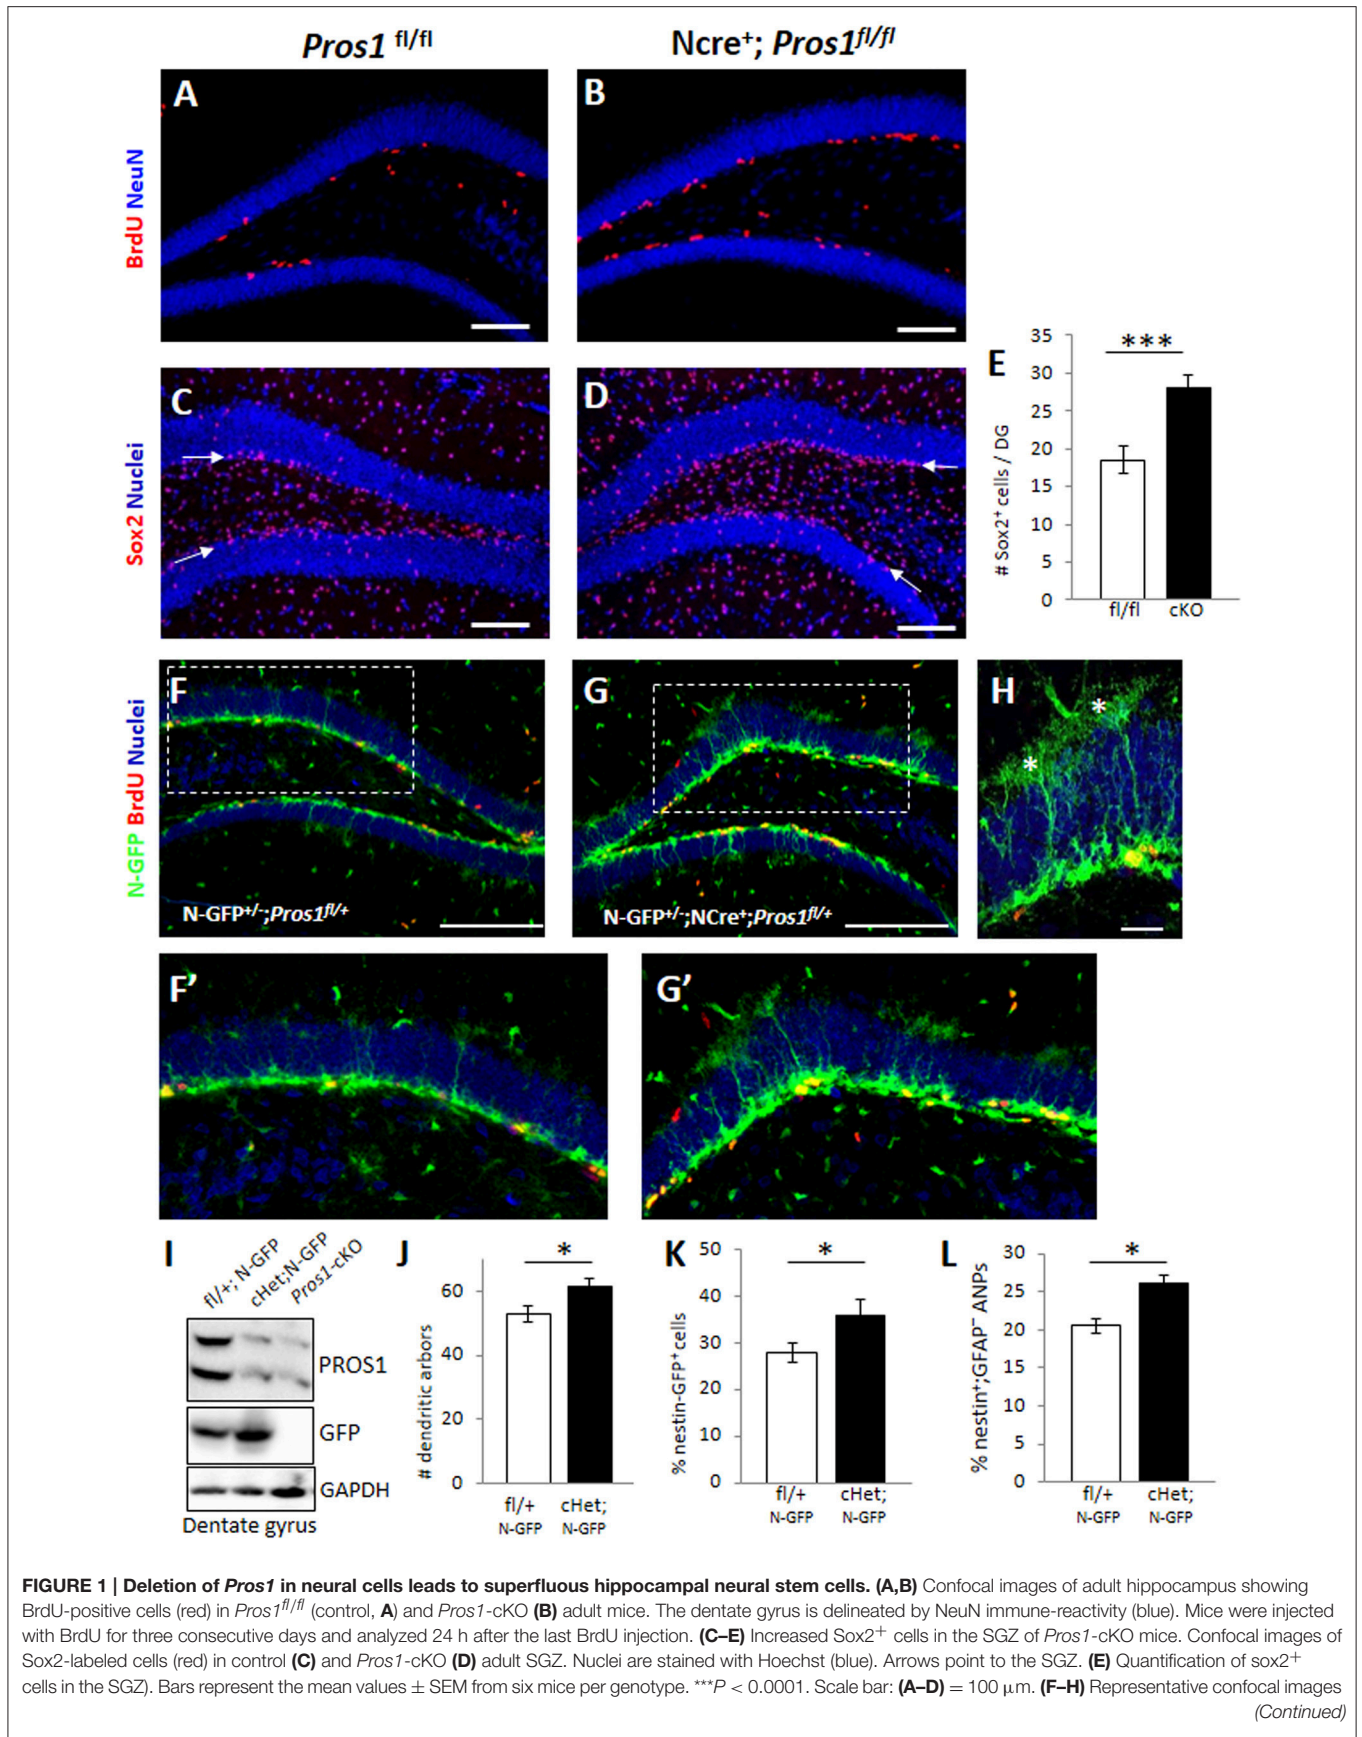 Pros1 fl/fl
Ncre+; Pros1fl/fl
A
B
BrdU NeuN
C
D
Sox2 Nuclei
E
***
35
30
25
20
15
10
5
0
# Sox2+ cells / DG
fl/fl
cKO
F
G
H
*
*
N-GFP BrdU Nuclei
N-GFP+/-;Pros1fl/+
N-GFP+/-;NCre+;Pros1fl/+
F'
G'
I
fl/+; N-GFP
cHet;N-GFP
Pros1-cKO
PROS1
GFP
GAPDH
Dentate gyrus
J
*
60
40
20
0
# dendritic arbors
fl/+
N-GFP
cHet;
N-GFP
K
*
50
40
30
20
10
0
% nestin-GFP+cells
fl/+
N-GFP
cHet;
N-GFP
L
*
30
25
20
15
10
5
0
% nestin+;GFAP− ANPs
fl/+
N-GFP
cHet;
N-GFP
FIGURE 1 | Deletion of Pros1 in neural cells leads to superfluous hippocampal neural stem cells. (A,B) Confocal images of adult hippocampus showing
BrdU-positive cells (red) in Pros1fl/fl (control, A) and Pros1-cKO (B) adult mice. The dentate gyrus is delineated by NeuN immune-reactivity (blue). Mice were injected
with BrdU for three consecutive days and analyzed 24 h after the last BrdU injection. (C–E) Increased Sox2+ cells in the SGZ of Pros1-cKO mice. Confocal images of
Sox2-labeled cells (red) in control (C) and Pros1-cKO (D) adult SGZ. Nuclei are stained with Hoechst (blue). Arrows point to the SGZ. (E) Quantification of sox2+
cells in the SGZ). Bars represent the mean values ± SEM from six mice per genotype. ***P < 0.0001. Scale bar: (A–D) = 100 μm. (F–H) Representative confocal images
(Continued)